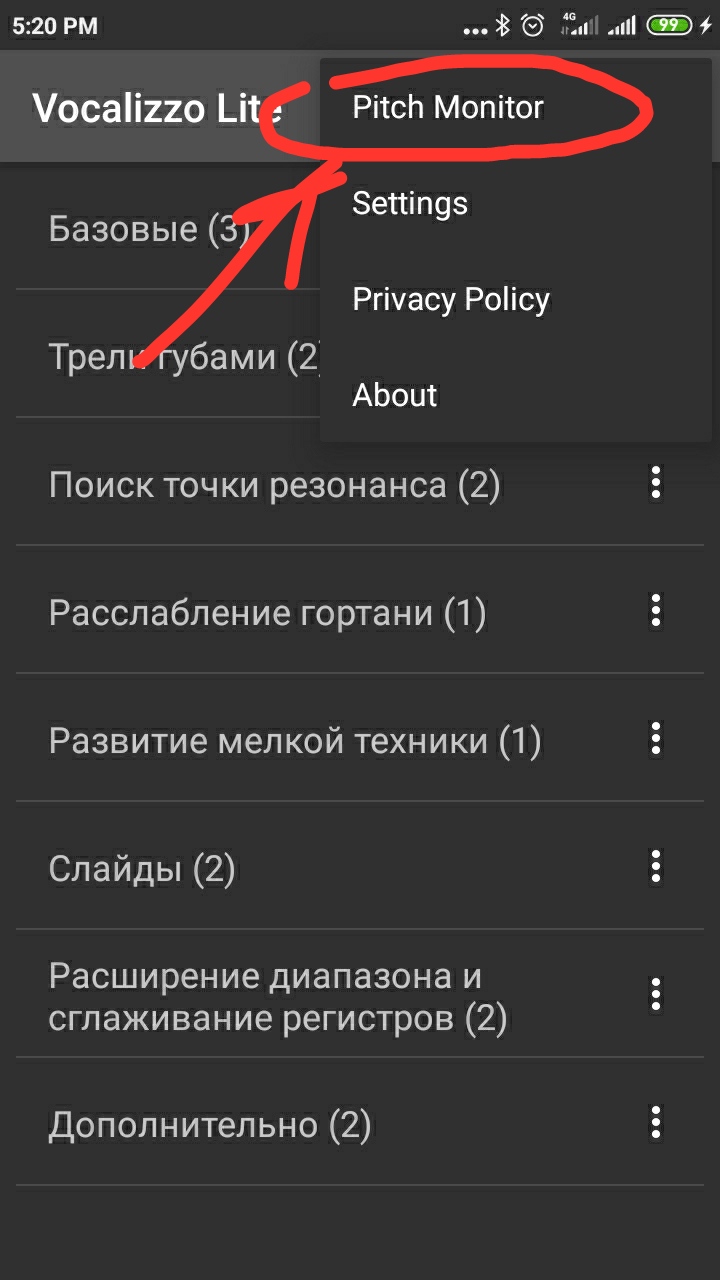 5:20 PM
4G
99
Vocalizzo Lite
Pitch Monitor
Settings
Privacy Policy
About
Базовые (3)
Трели губами (2)
Поиск точки резонанса (2)
Расслабление гортани (1)
Развитие мелкой техники (1)
Слайды (2)
Расширение диапазона и
сглаживание регистров (2)
Дополнительно (2)